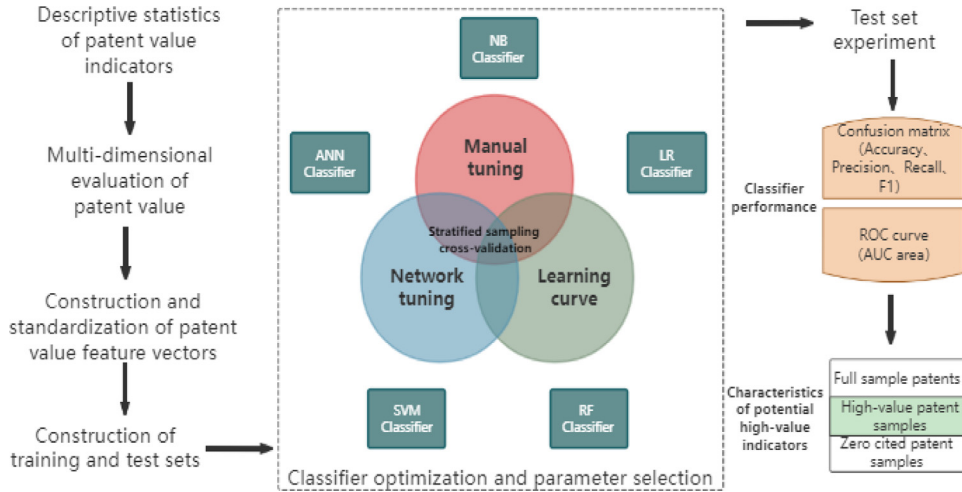 Descriptive statistics
of patent value
indicators
Multi-dimensional
evaluation of
patent value
Construction and
standardization of patent
value feature vectors
Construction of
training and test sets
NB
Classifier
ANN
Classifier
LR
Classifier
Manual
tuning
Stratified sampling
cross-validation
Network
tuning
Learning
curve
SVM
Classifier
RF
Classifier
Classifier optimization and parameter selection
Test set
experiment
Classifier
performance
Confusion matrix
(Accuracy、
Precision、Recall、
F1)
ROC curve
(AUC area)
Characteristics
of potential
high-value
indicators
Full sample patents
High-value patent
samples
Zero cited patent
samples